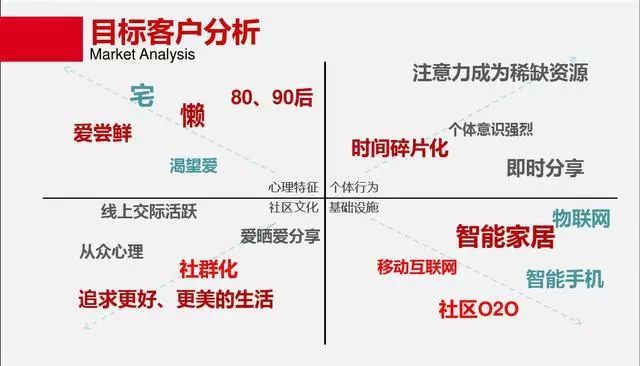 目标客户分析
Market Analysis
宅
懒
80、90后
爱尝鲜
渴望爱
心理特征
注意力成为稀缺资源
个体意识强烈
时间碎片化
即时分享
个体行为
社区文化
线上交际活跃
爱晒爱分享
从众心理
社群化
追求更好、更美的生活
基础设施
物联网
智能家居
移动互联网
智能手机
社区O2O